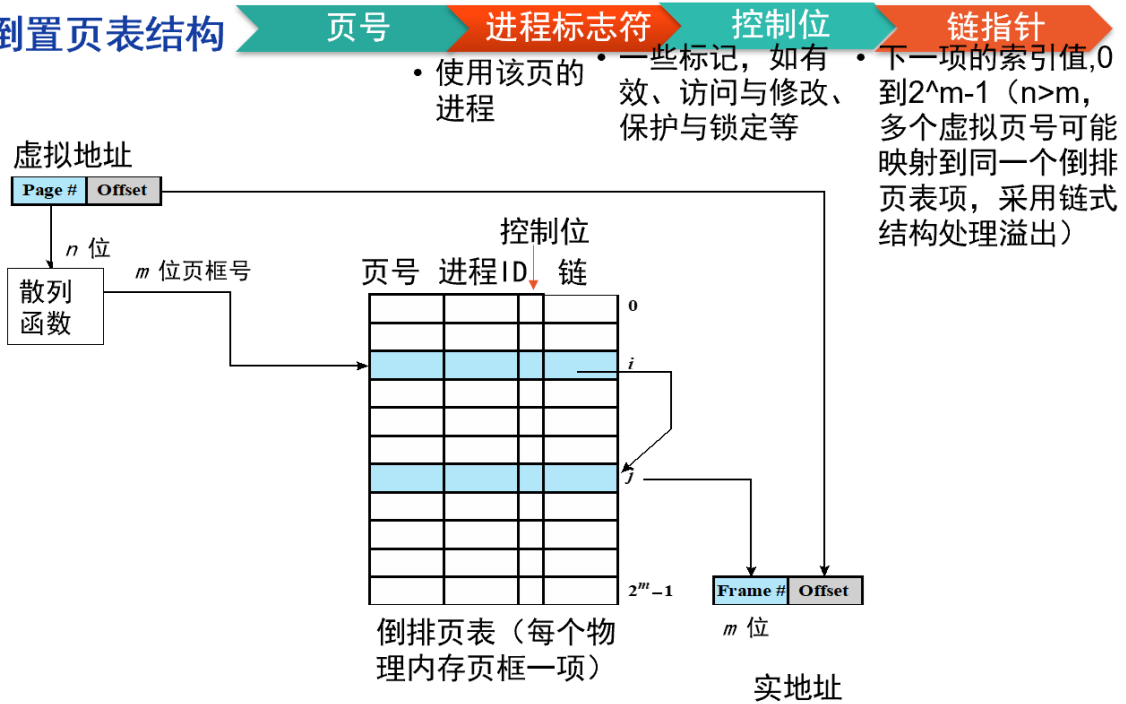 倒置页表结构
页号
进程标志符
控制位
链指针
• 使用该页的
进程
• 一些标记，如有
效、访问与修改、
保护与锁定等
• 下一项的索引值,0
到2^m-1（n>m，
多个虚拟页号可能
映射到同一个倒排
页表项，采用链式
结构处理溢出）
虚拟地址
Page # Offset
n 位
m 位页框号
散列
函数
控制位
页号 进程ID 链
0
i
j
2^m−1
Frame # Offset
m 位
倒排页表（每个物
理内存页框一项）
实地址